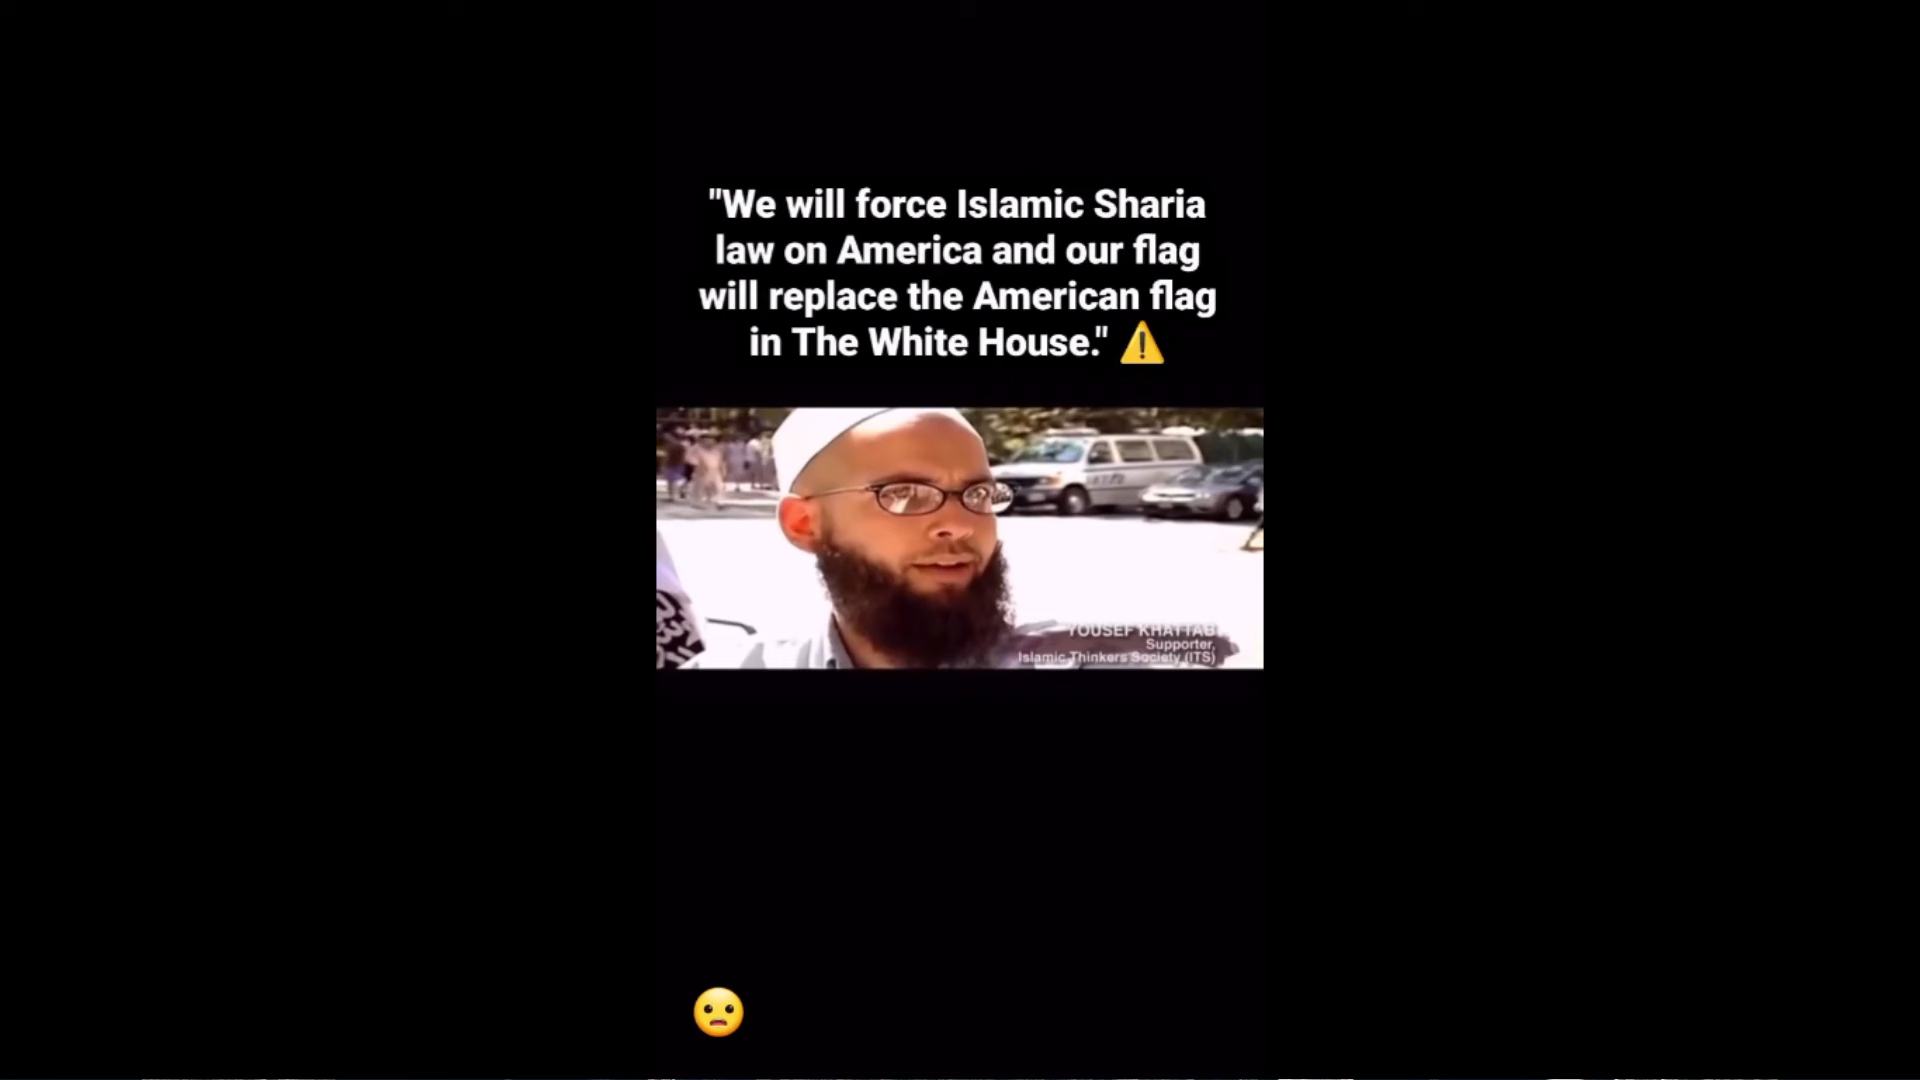 "We will force Islamic Sharia
law on America and our flag
will replace the American flag
in The White House." ⚠️
YOUSEF KHATTAB
Supporter,
Islamic Thinkers Society (ITS)